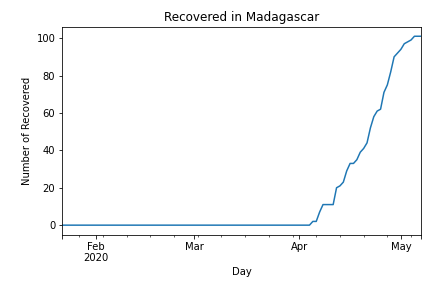 Recovered in Madagascar
100
80
60
40
20
0
Number of Recovered
Feb
2020
Mar
Apr
May
Day